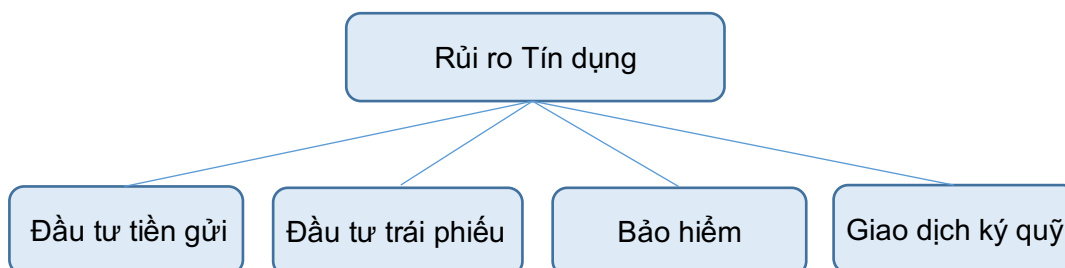 Rủi ro Tín dụng
Đầu tư tiền gửi
Đầu tư trái phiếu
Bảo hiểm
Giao dịch ký quỹ